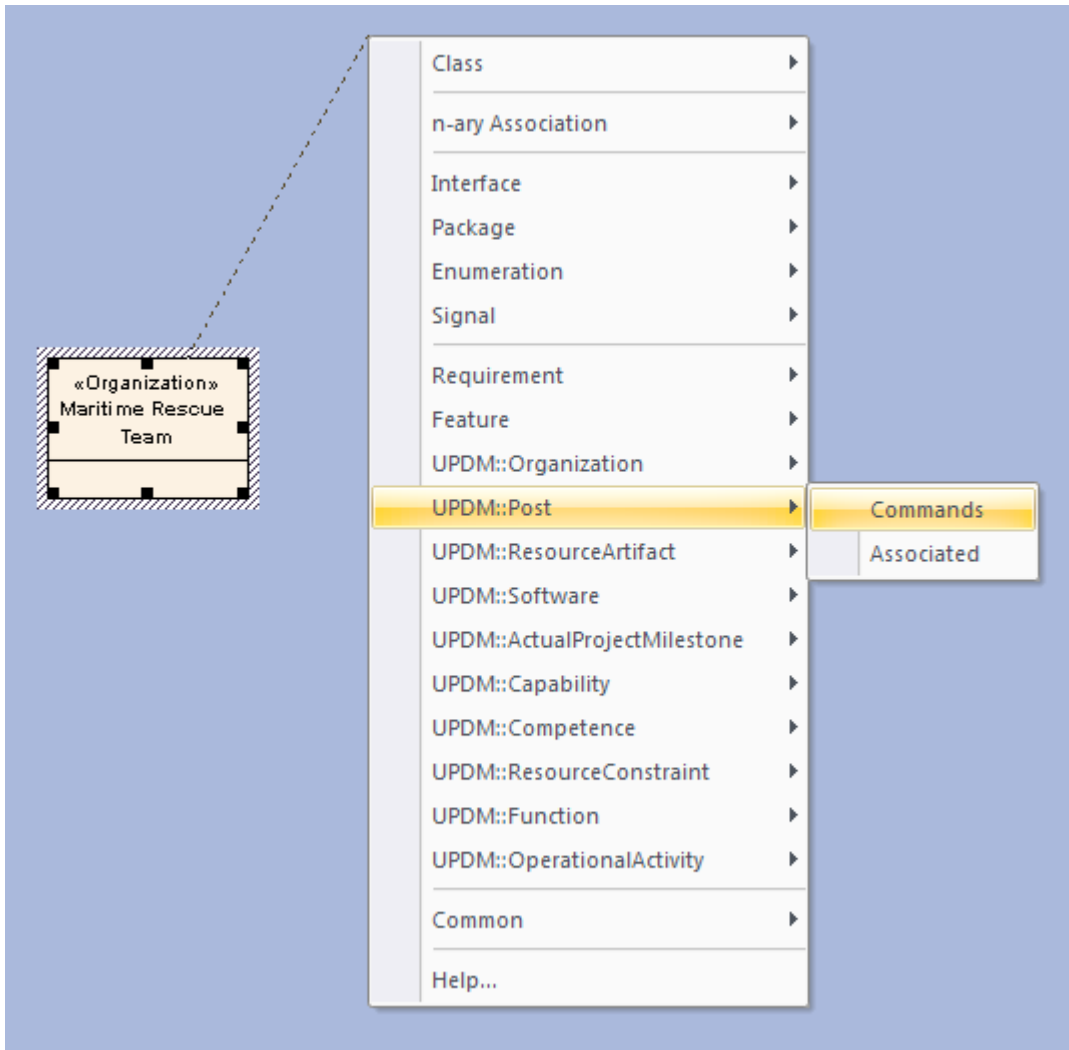 Class
n-ary Association
Interface
Package
Enumeration
Signal
«Organization»
Maritime Rescue
Team
Requirement
Feature
UPDM::Organization
UPDM::Post
Commands
Associated
UPDM::ResourceArtifact
UPDM::Software
UPDM::ActualProjectMilestone
UPDM::Capability
UPDM::Competence
UPDM::ResourceConstraint
UPDM::Function
UPDM::OperationalActivity
Common
Help...